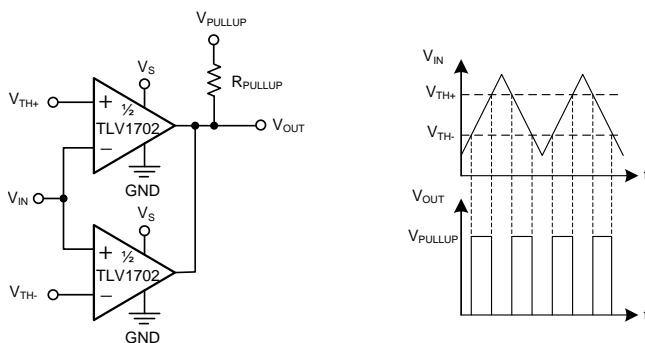 VPULLUP
VS
RPULLUP
VTH+
+
½
TLV1702
−
VOUT
GND
VIN
VS
+
½
TLV1702
VTH-
−
GND
VIN
VTH+
VTH-
t
VOUT
VPULLUP
t